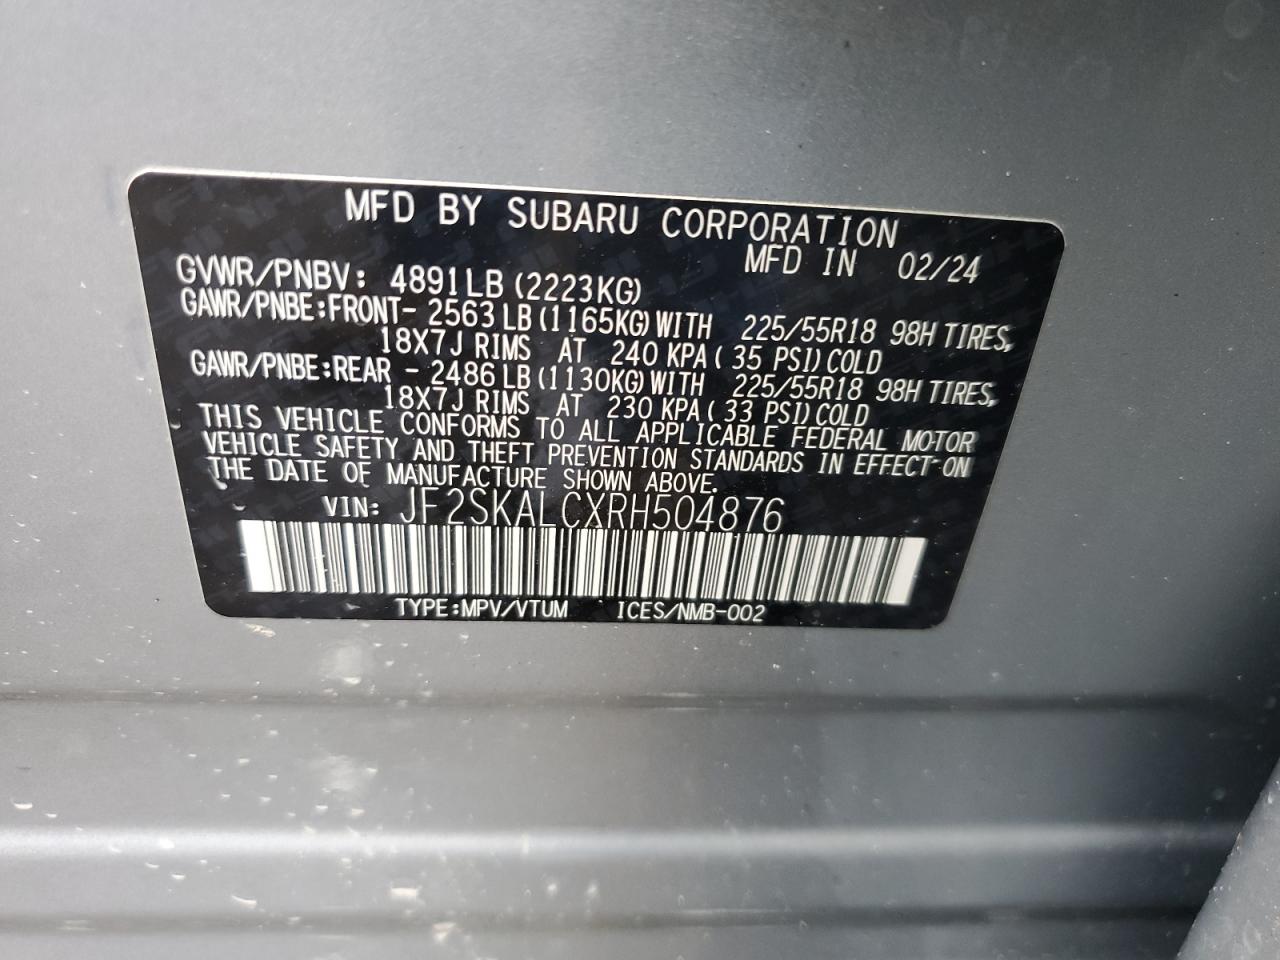 MFD BY SUBARU CORPORATION
MFD IN 02/24
GVWR/PNBV: 4891LB (2223KG)
GAWR/PNBE:FRONT- 2563 LB (1165KG) WITH 225/55R18 98H TIRES,
18X7J RIMS AT 240 KPA ( 35 PSI) COLD
GAWR/PNBE:REAR - 2486 LB (1130KG) WITH 225/55R18 98H TIRES,
18X7J RIMS AT 230 KPA ( 33 PSI) COLD
THIS VEHICLE CONFORMS TO ALL APPLICABLE FEDERAL MOTOR
VEHICLE SAFETY AND THEFT PREVENTION STANDARDS IN EFFECT ON
THE DATE OF MANUFACTURE SHOWN ABOVE.
VIN: JF2SKALCXRH504876
TYPE:MPV/VTUM ICES/NMB-002